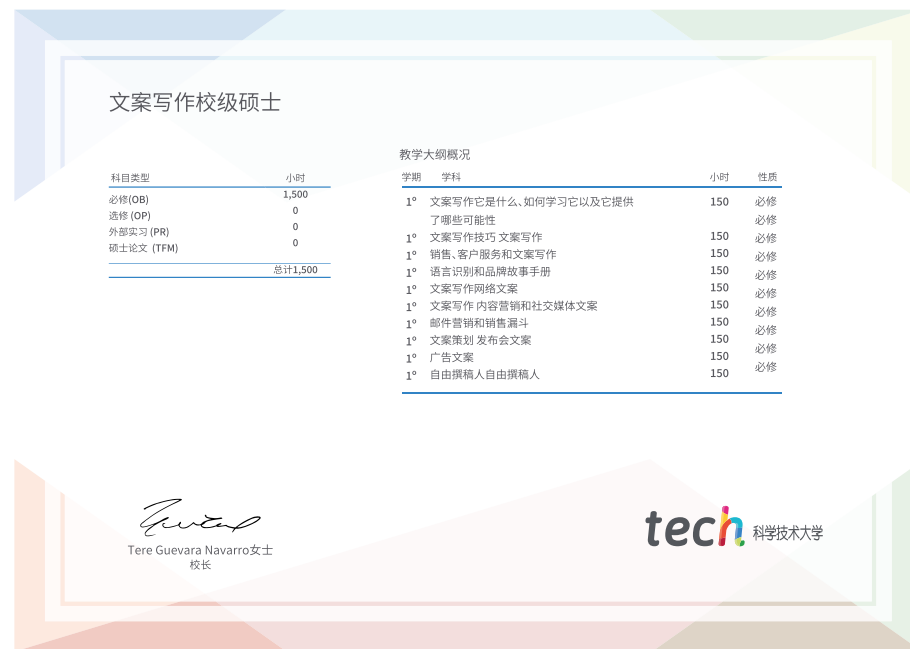 文案写作校级硕士
科目类型 小时
必修(OB) 1,500
选修 (OP) 0
外部实习 (PR) 0
硕士论文 (TFM) 0
总计1,500
教学大纲概况
学期 学科 小时 性质
1º 文案写作它是什么、如何学习它以及它提供 150 必修
了哪些可能性 必修
1º 文案写作技巧 文案写作 150 必修
1º 销售、客户服务和文案写作 150 必修
1º 语言识别和品牌故事手册 150 必修
1º 文案写作网络文案 150 必修
1º 文案写作 内容营销和社交媒体文案 150 必修
1º 邮件营销和销售漏斗 150 必修
1º 文案策划 发布会文案 150 必修
1º 广告文案 150 必修
1º 自由撰稿人自由撰稿人 150
Tere Guevara Navarro女士
校长
tech 科学技术大学